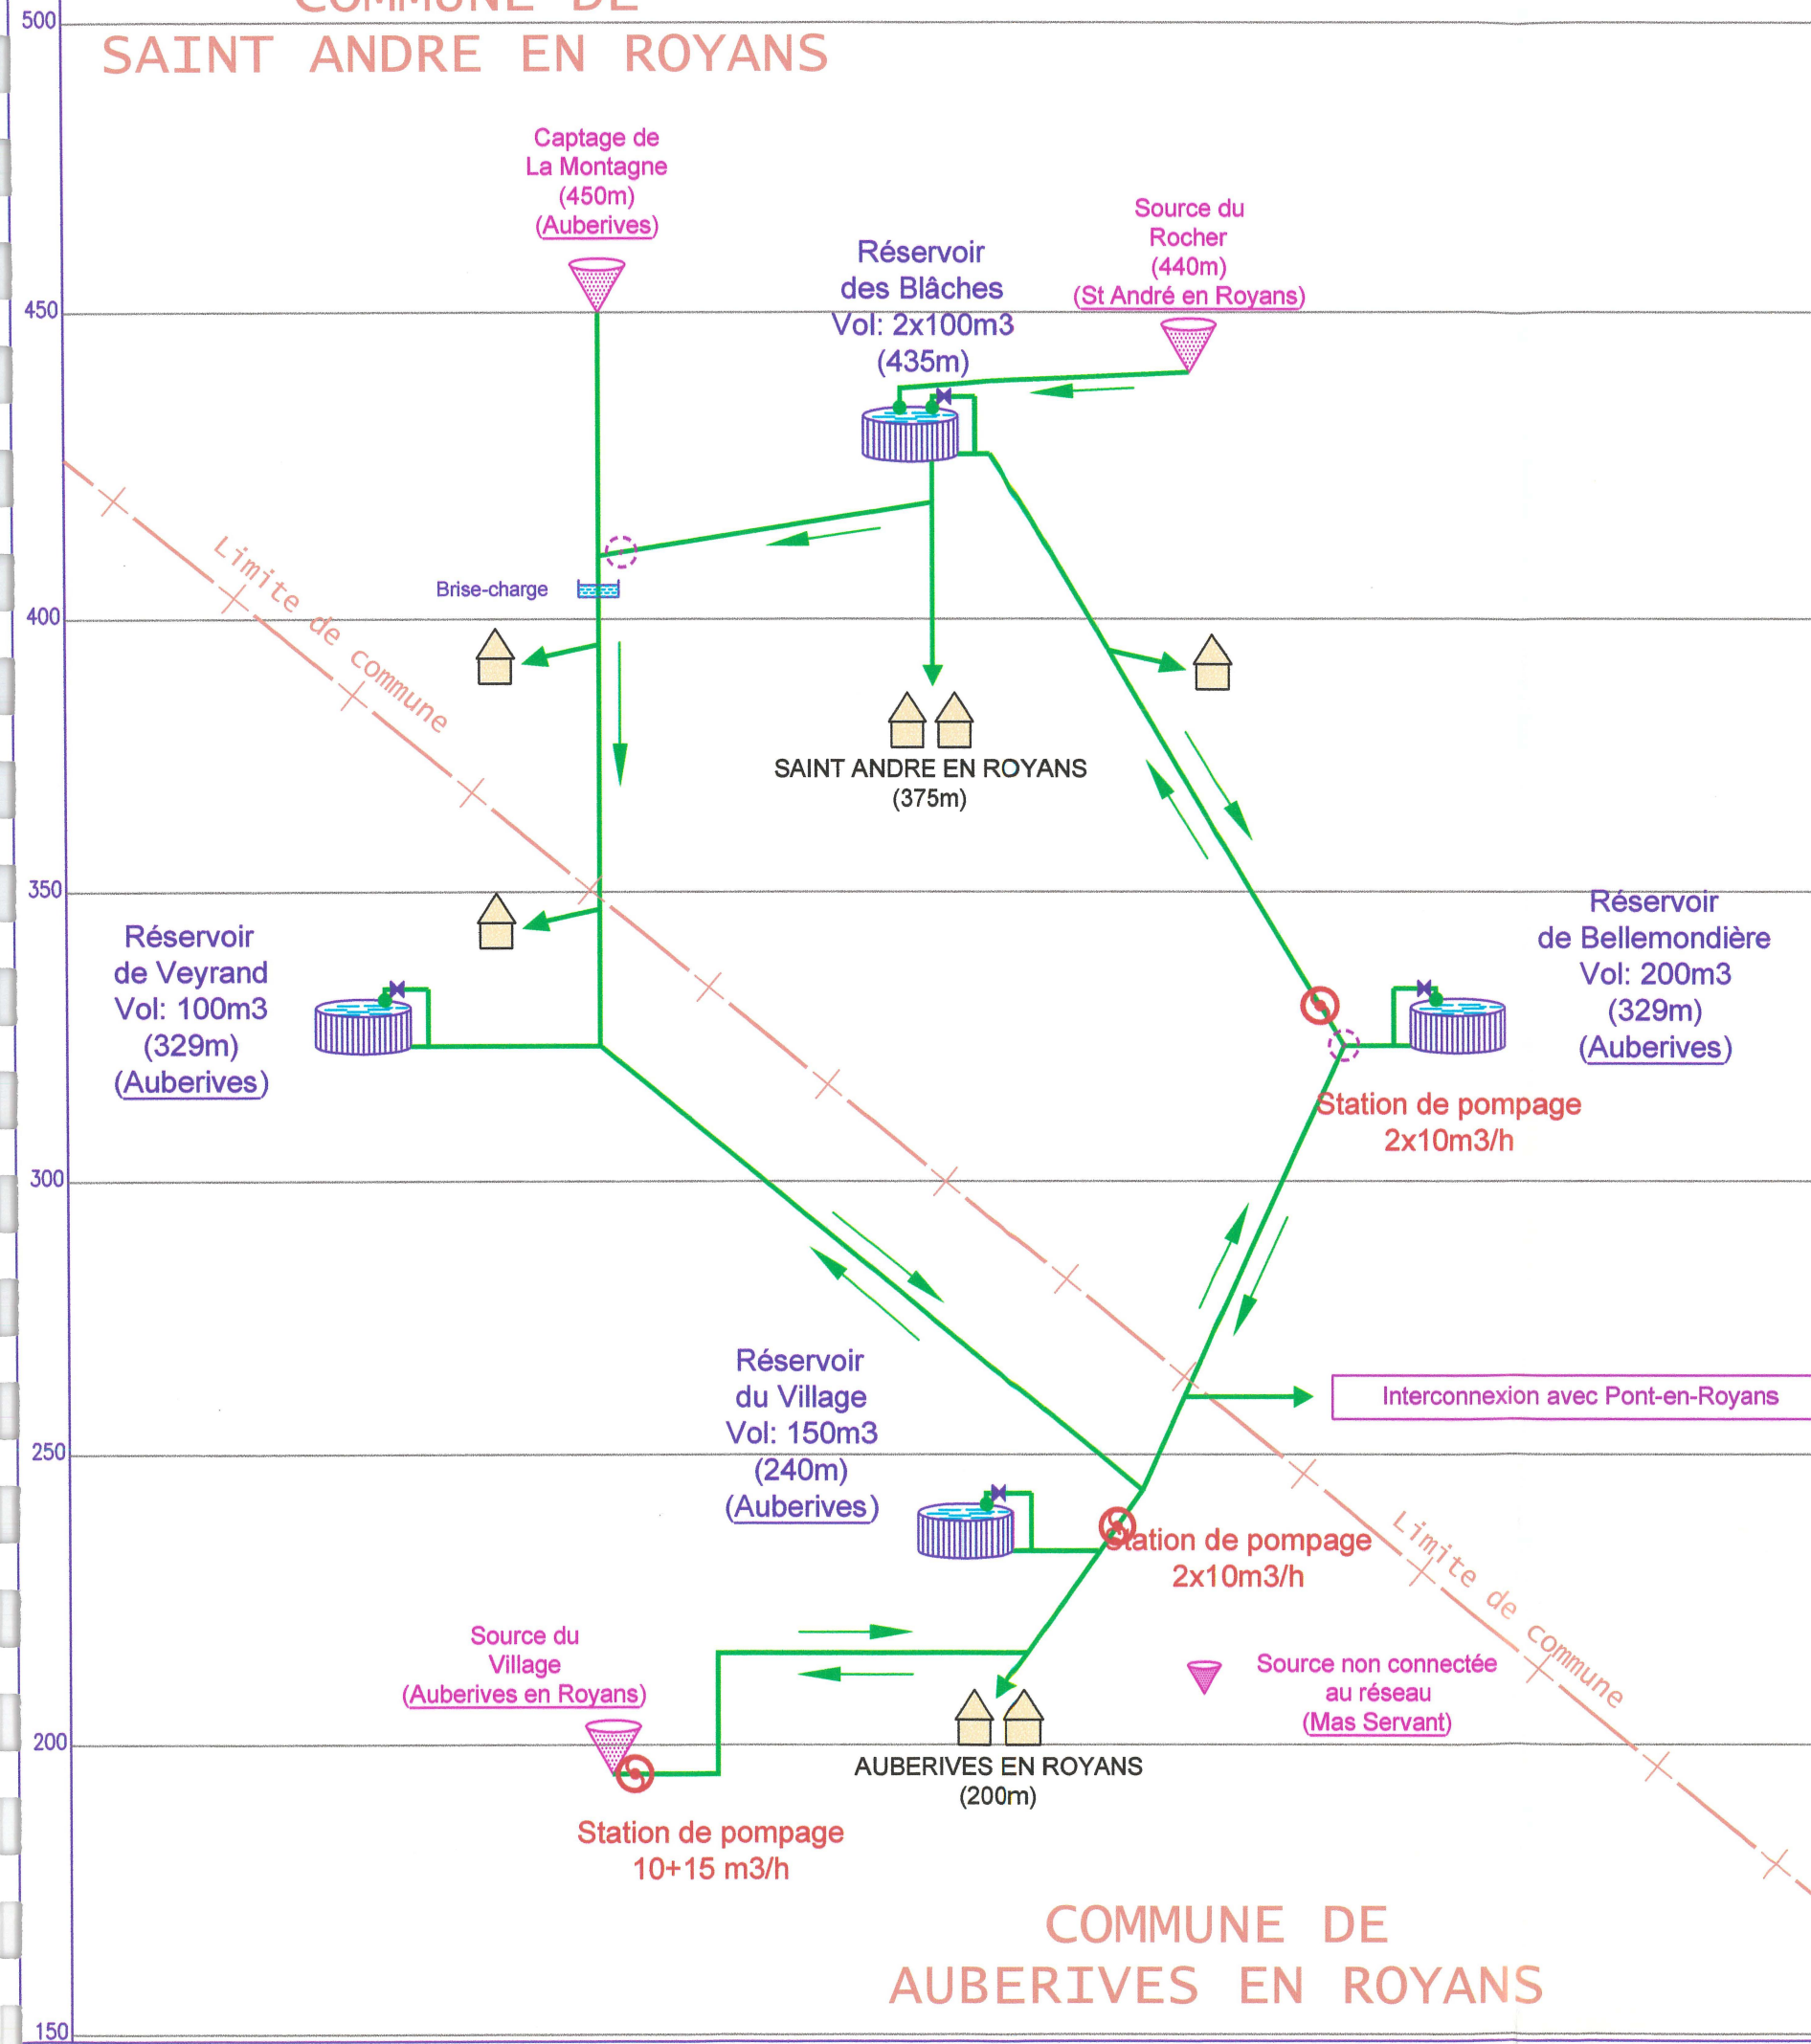 500
COMMUNE DE
SAINT ANDRE EN ROYANS
Captage de
La Montagne
(450m)
(Auberives)
Source du
Rocher
(440m)
(St André en Royans)
Réservoir
des Blâches
Vol: 2x100m3
(435m)
450
Limite de commune
Brise-charge
400
SAINT ANDRE EN ROYANS
(375m)
350
Réservoir
de Veyrand
Vol: 100m3
(329m)
(Auberives)
Réservoir
de Bellemondière
Vol: 200m3
(329m)
(Auberives)
Station de pompage
2x10m3/h
300
Réservoir
du Village
Vol: 150m3
(240m)
(Auberives)
Interconnexion avec Pont-en-Royans
250
Station de pompage
2x10m3/h
Limite de commune
Source du
Village
(Auberives en Royans)
Source non connectée
au réseau
(Mas Servant)
200
AUBERIVES EN ROYANS
(200m)
Station de pompage
10+15 m3/h
COMMUNE DE
AUBERIVES EN ROYANS
150